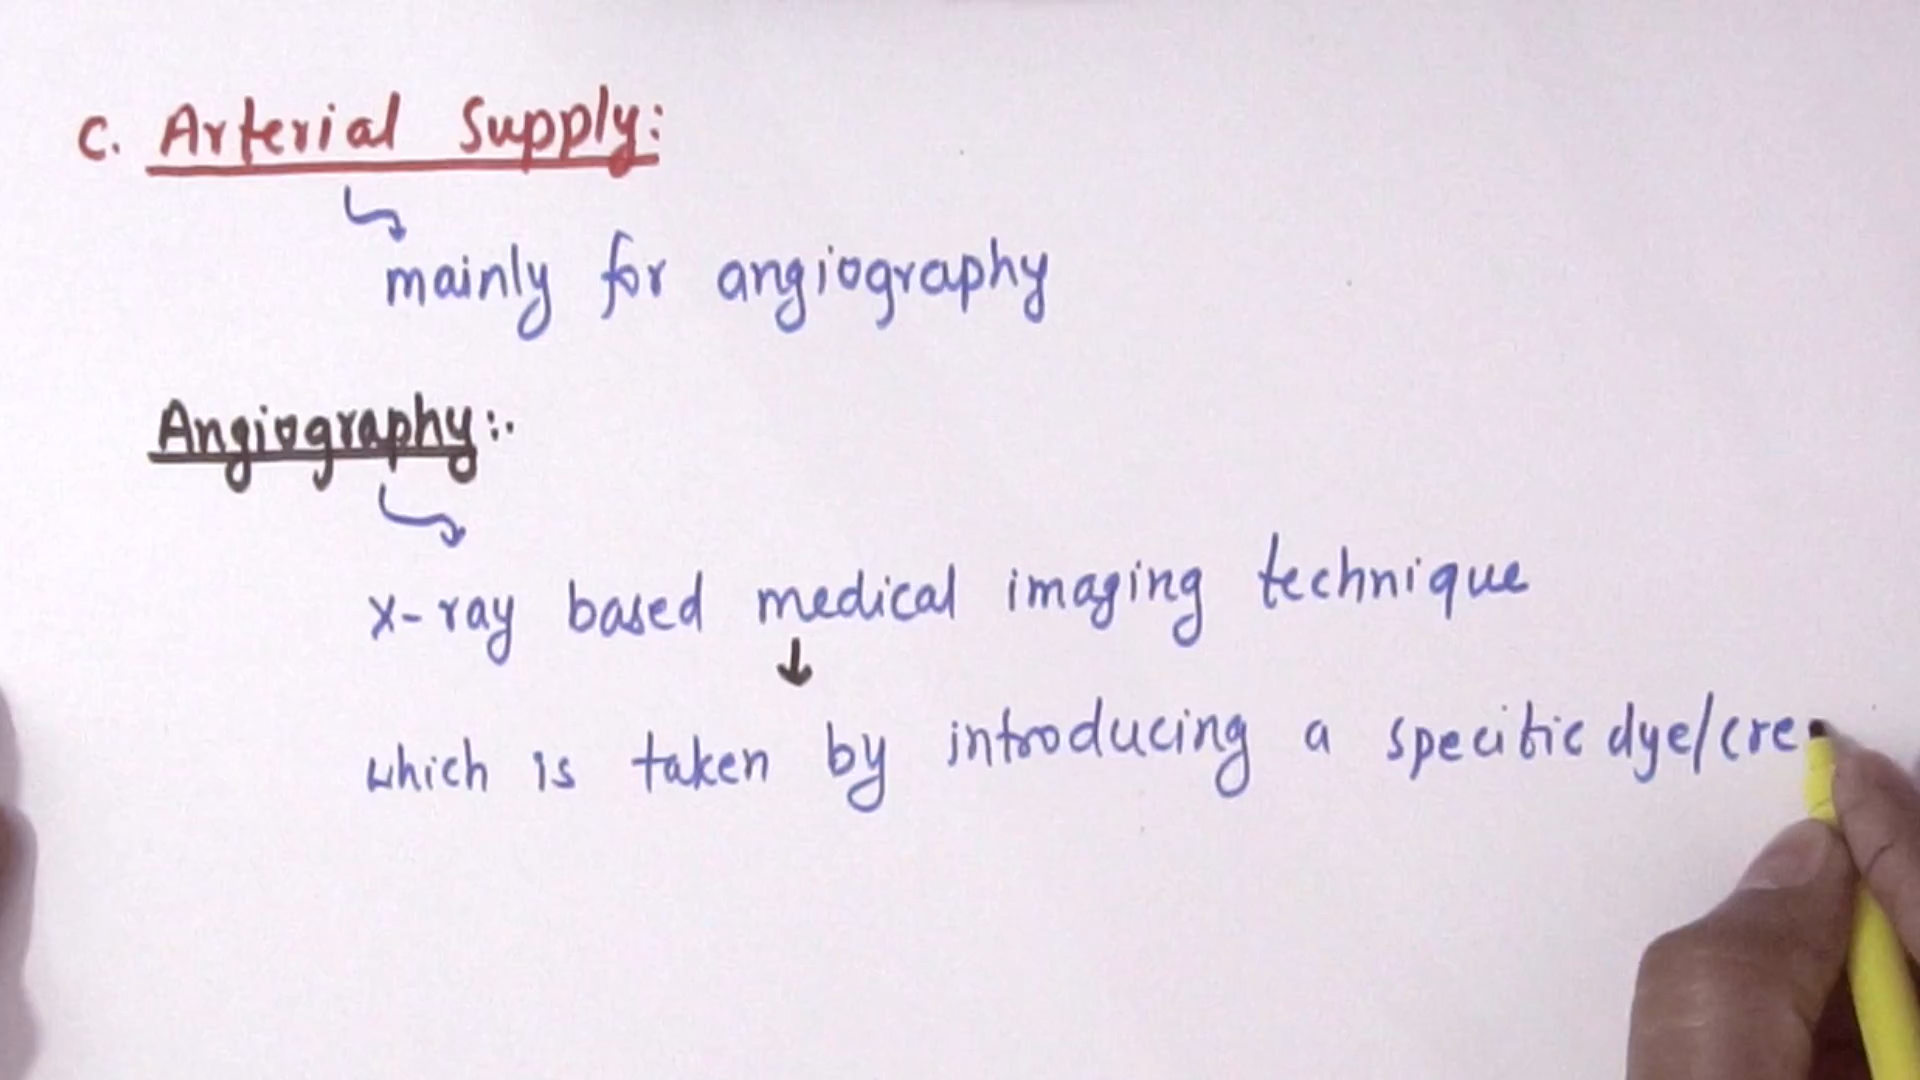 C. Arterial Supply:
mainly for angiography
Angiography:.
x-ray based medical imaging technique
which is taken by introducing a specific dye/cre